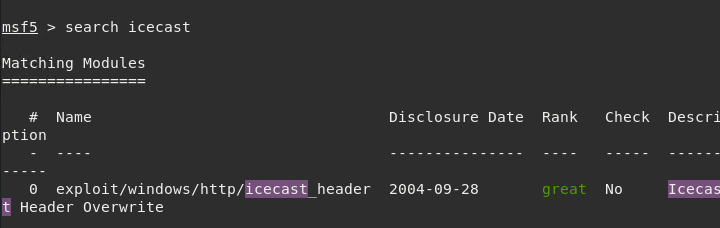 msf5 > search icecast
Matching Modules
================
#  Name                                 Disclosure Date  Rank   Check  Descri
ption
-  ----                                 ---------------  ----   -----  ------
-----
0  exploit/windows/http/icecast_header  2004-09-28       great  No     Icecas
t Header Overwrite